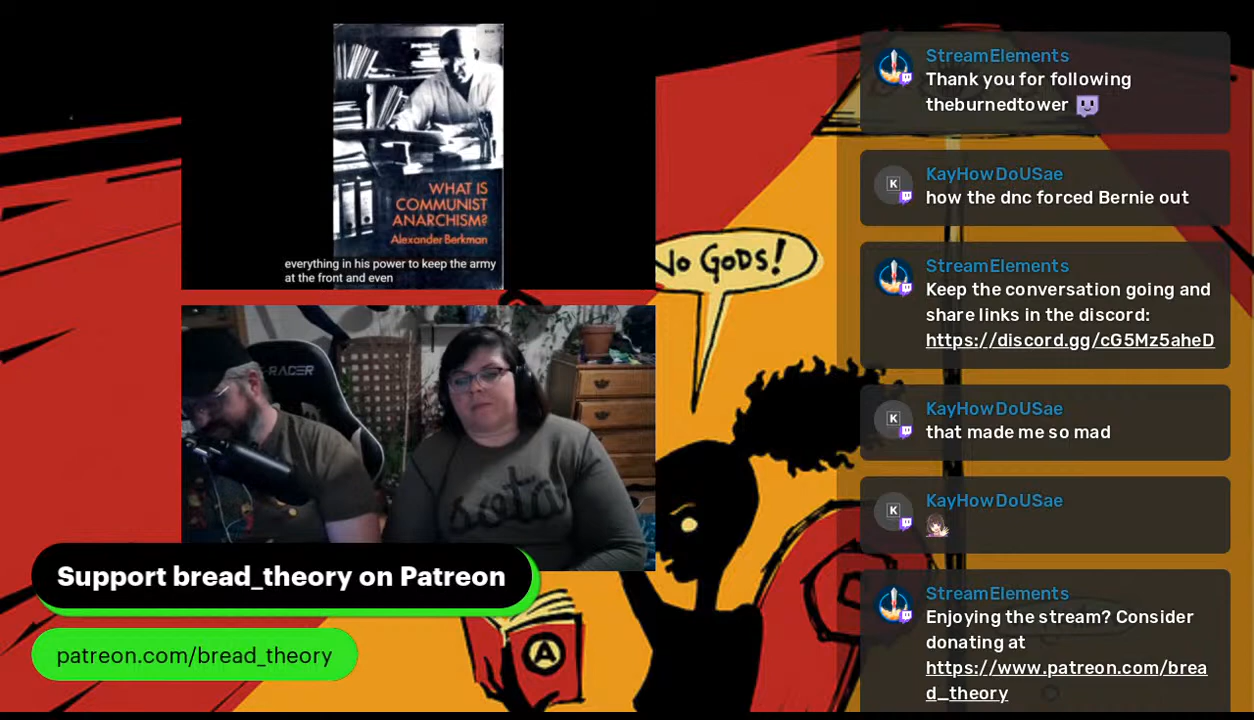 WHAT IS
COMMUNIST
ANARCHISM?
Alexander Berkman
everything in his power to keep the army
at the front and even
NO GODS!
-RACER
sota
Support bread_theory on Patreon
patreon.com/bread_theory
A
StreamElements
Thank you for following
theburnedtower
K
KayHowDoUSae
how the dnc forced Bernie out
StreamElements
Keep the conversation going and
share links in the discord:
https://discord.gg/cG5Mz5aheD
K
KayHowDoUSae
that made me so mad
K
KayHowDoUSae
StreamElements
Enjoying the stream? Consider
donating at
https://www.patreon.com/brea
d_theory